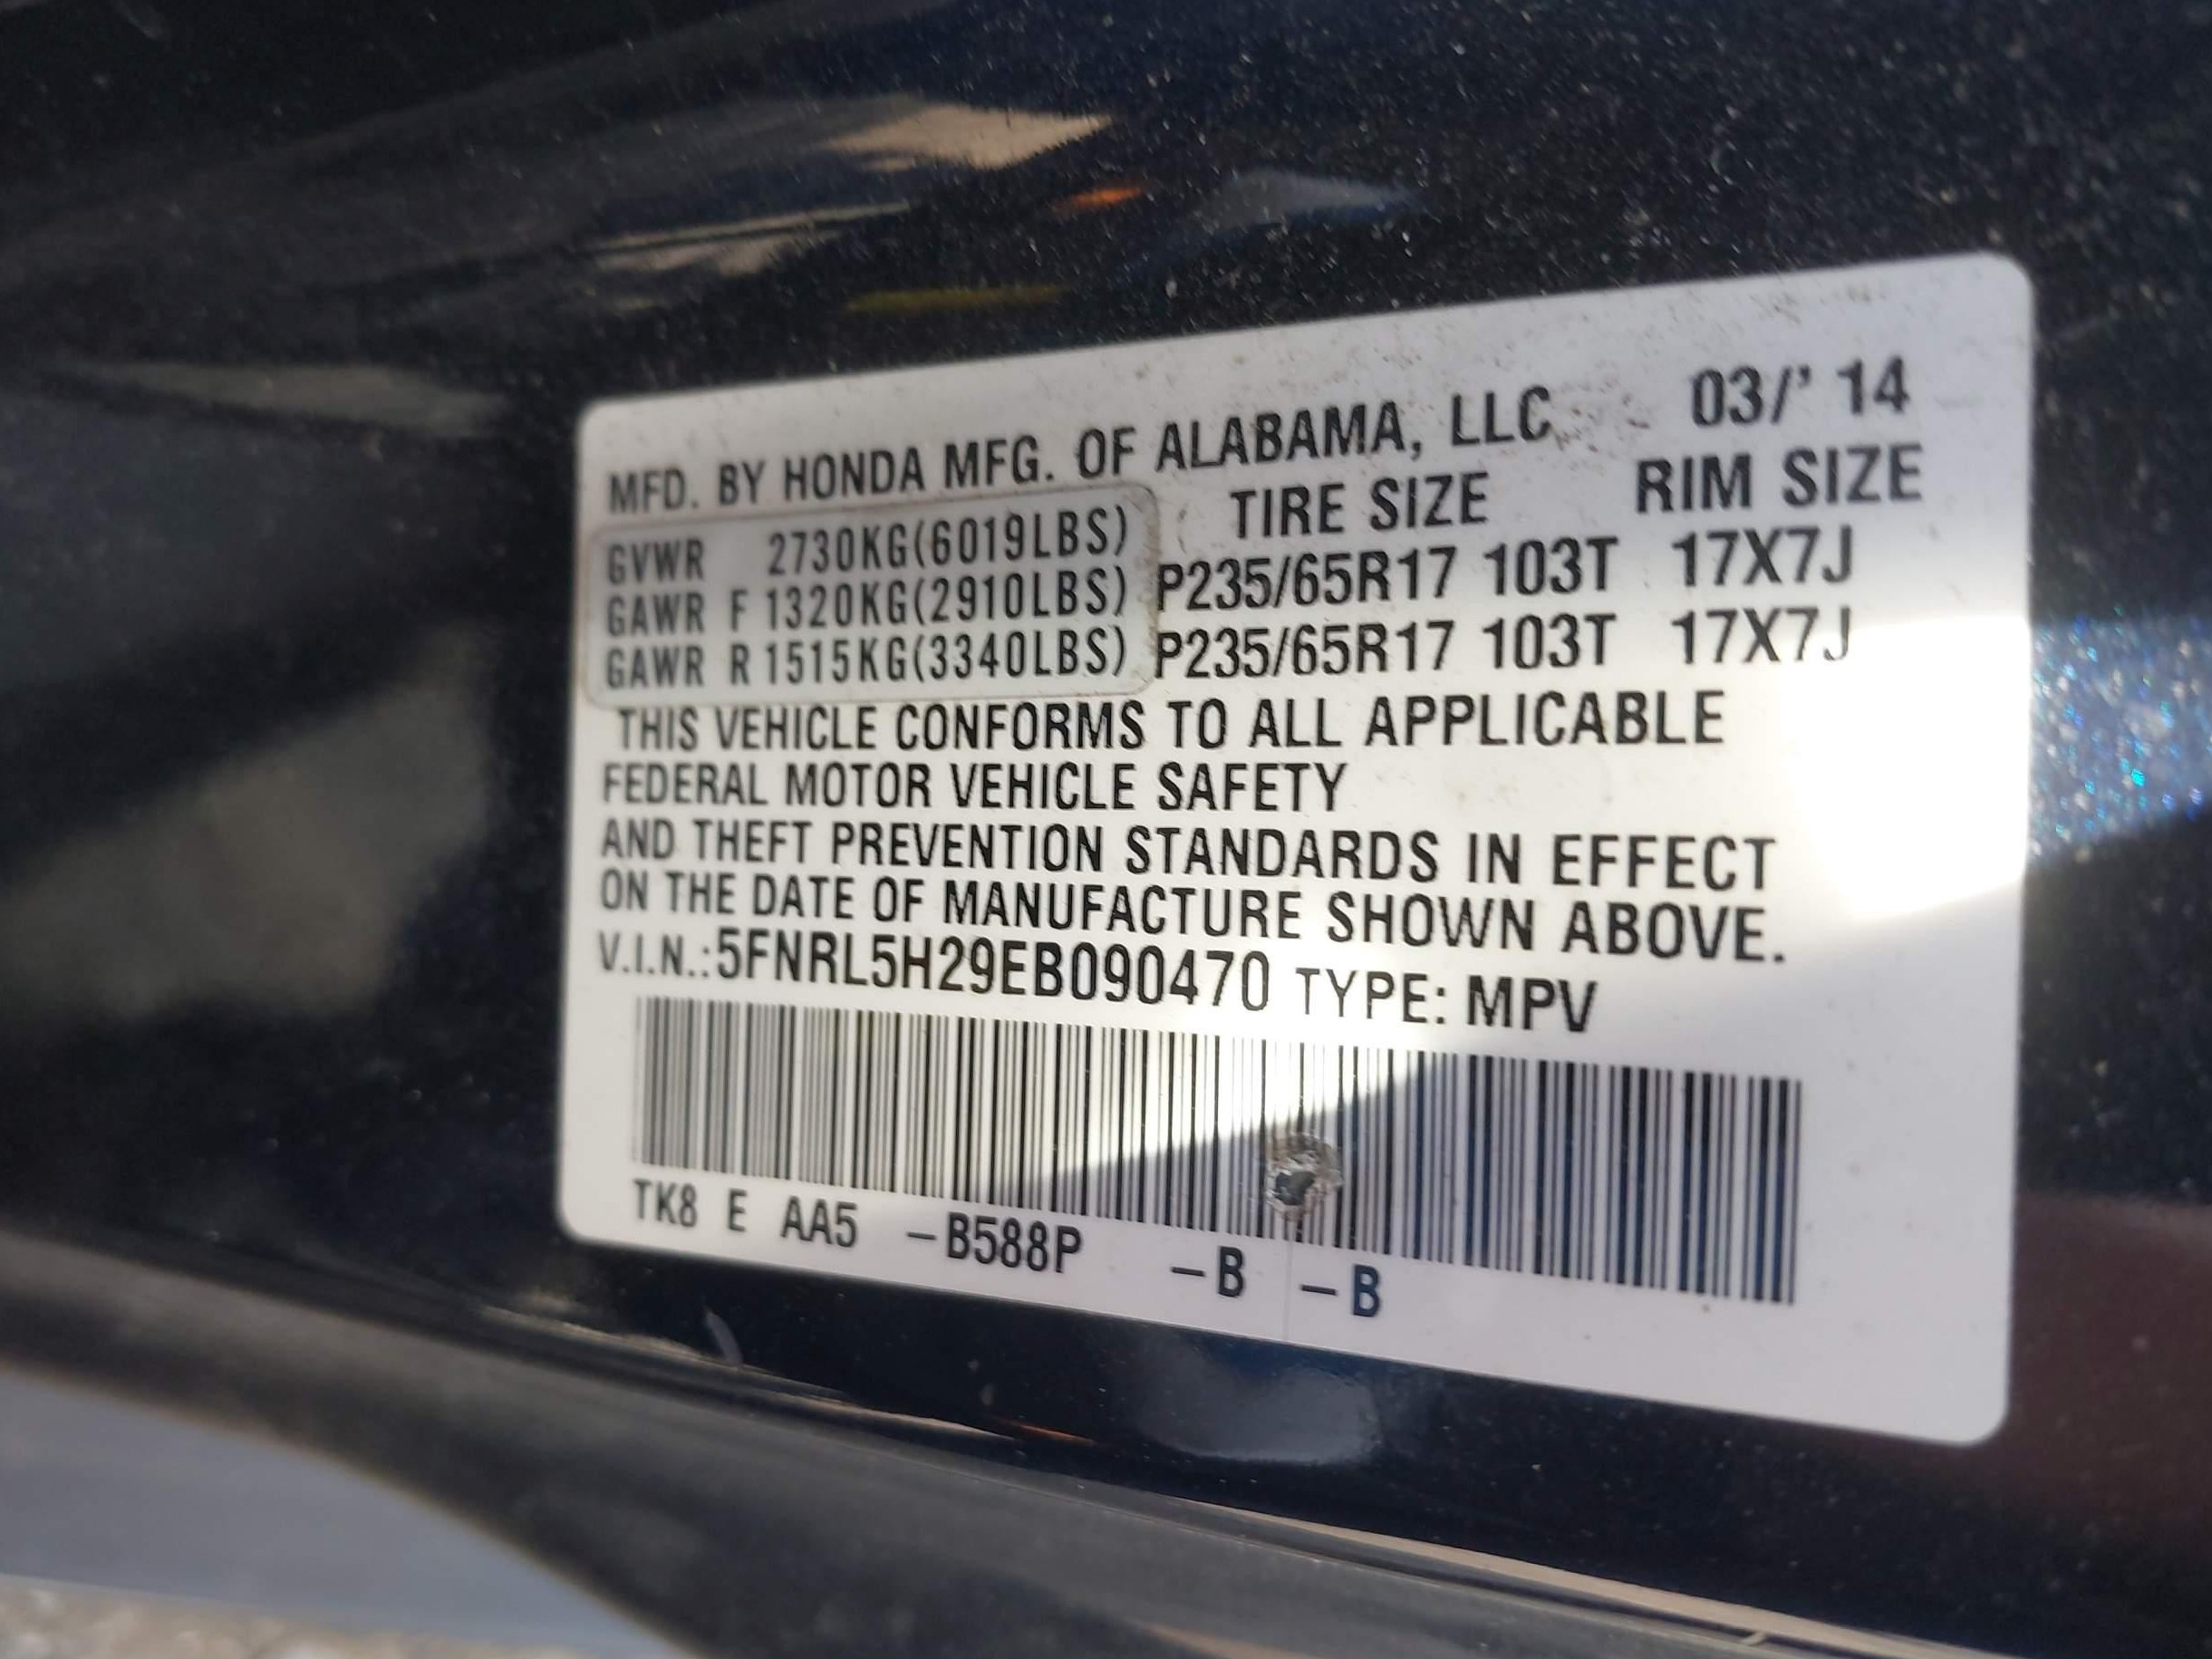 MFD. BY HONDA MFG. OF ALABAMA, LLC 03/'14
TIRE SIZE RIM SIZE
GVWR 2730KG(6019LBS)
GAWR F 1320KG(2910LBS) P235/65R17 103T 17X7J
GAWR R 1515KG(3340LBS) P235/65R17 103T 17X7J
THIS VEHICLE CONFORMS TO ALL APPLICABLE
FEDERAL MOTOR VEHICLE SAFETY
AND THEFT PREVENTION STANDARDS IN EFFECT
ON THE DATE OF MANUFACTURE SHOWN ABOVE.
V.I.N.:5FNRL5H29EB090470 TYPE: MPV
TK8 E AA5 –B588P –B –B